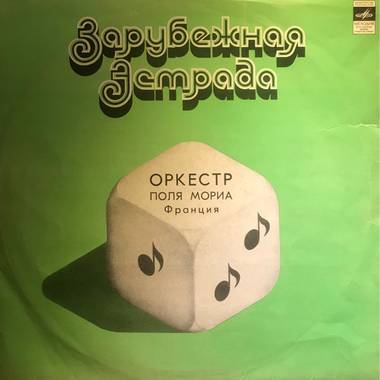 Зарубежная
Эстрада
ОРКЕСТР
ПОЛЯ МОРИА
Франция